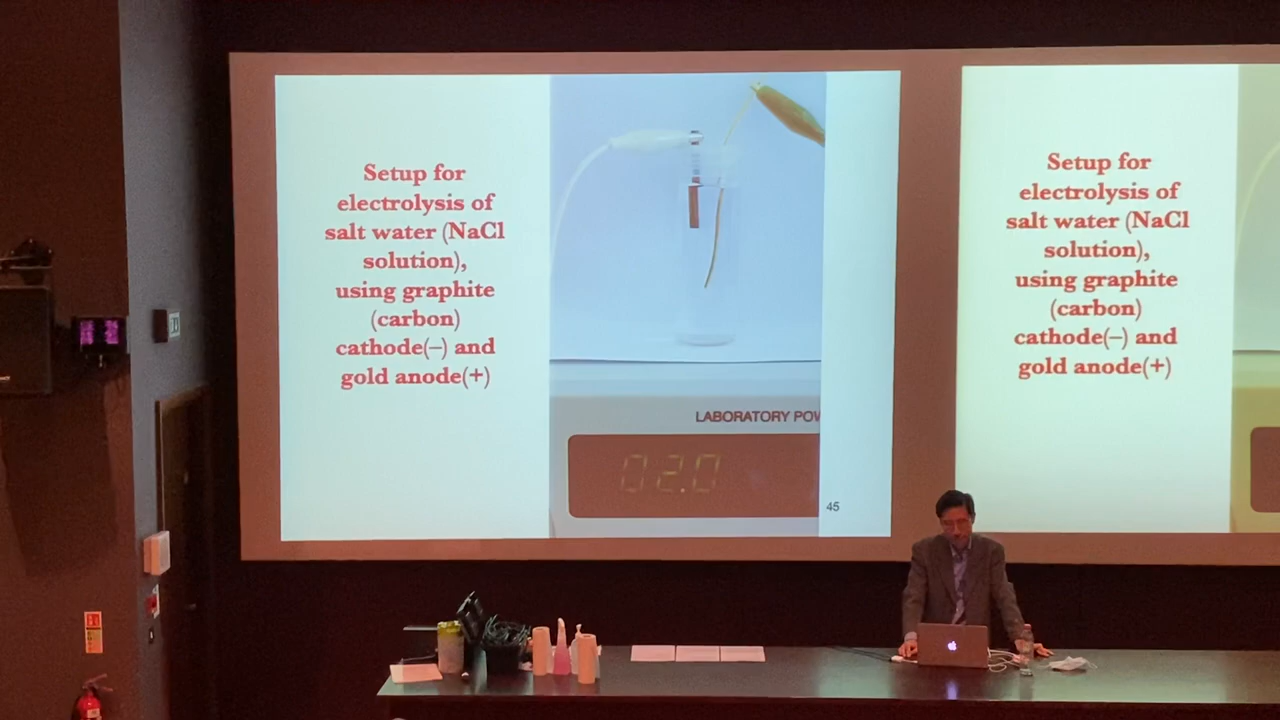 Setup for
electrolysis of
salt water (NaCl
solution),
using graphite
(carbon)
cathode(–) and
gold anode(+)
LABORATORY POW
02.0
45
Setup for
electrolysis of
salt water (NaCl
solution),
using graphite
(carbon)
cathode(–) and
gold anode(+)